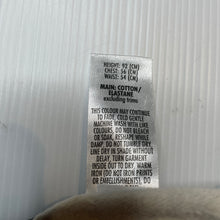 HEIGHT: 92 (CM)
CHEST: 56 (CM)
WAIST: 54 (CM)
MAIN: COTTON/
ELASTANE
excluding trims
THIS COLOUR MAY CONTINUE
TO FADE, COLD GENTLE
MACHINE WASH WITH LIKE
COLOURS, DO NOT BLEACH
OR SOAK, RESHAPE WHILE
DAMP, DO NOT TUMBLE DRY,
LINE DRY IN SHADE WITHOUT
DELAY, TURN GARMENT
INSIDE OUT TO DRY, WARM
IRON (DO NOT IRON PRINTS
OR EMBELLISHMENTS), DO
NOT DRY